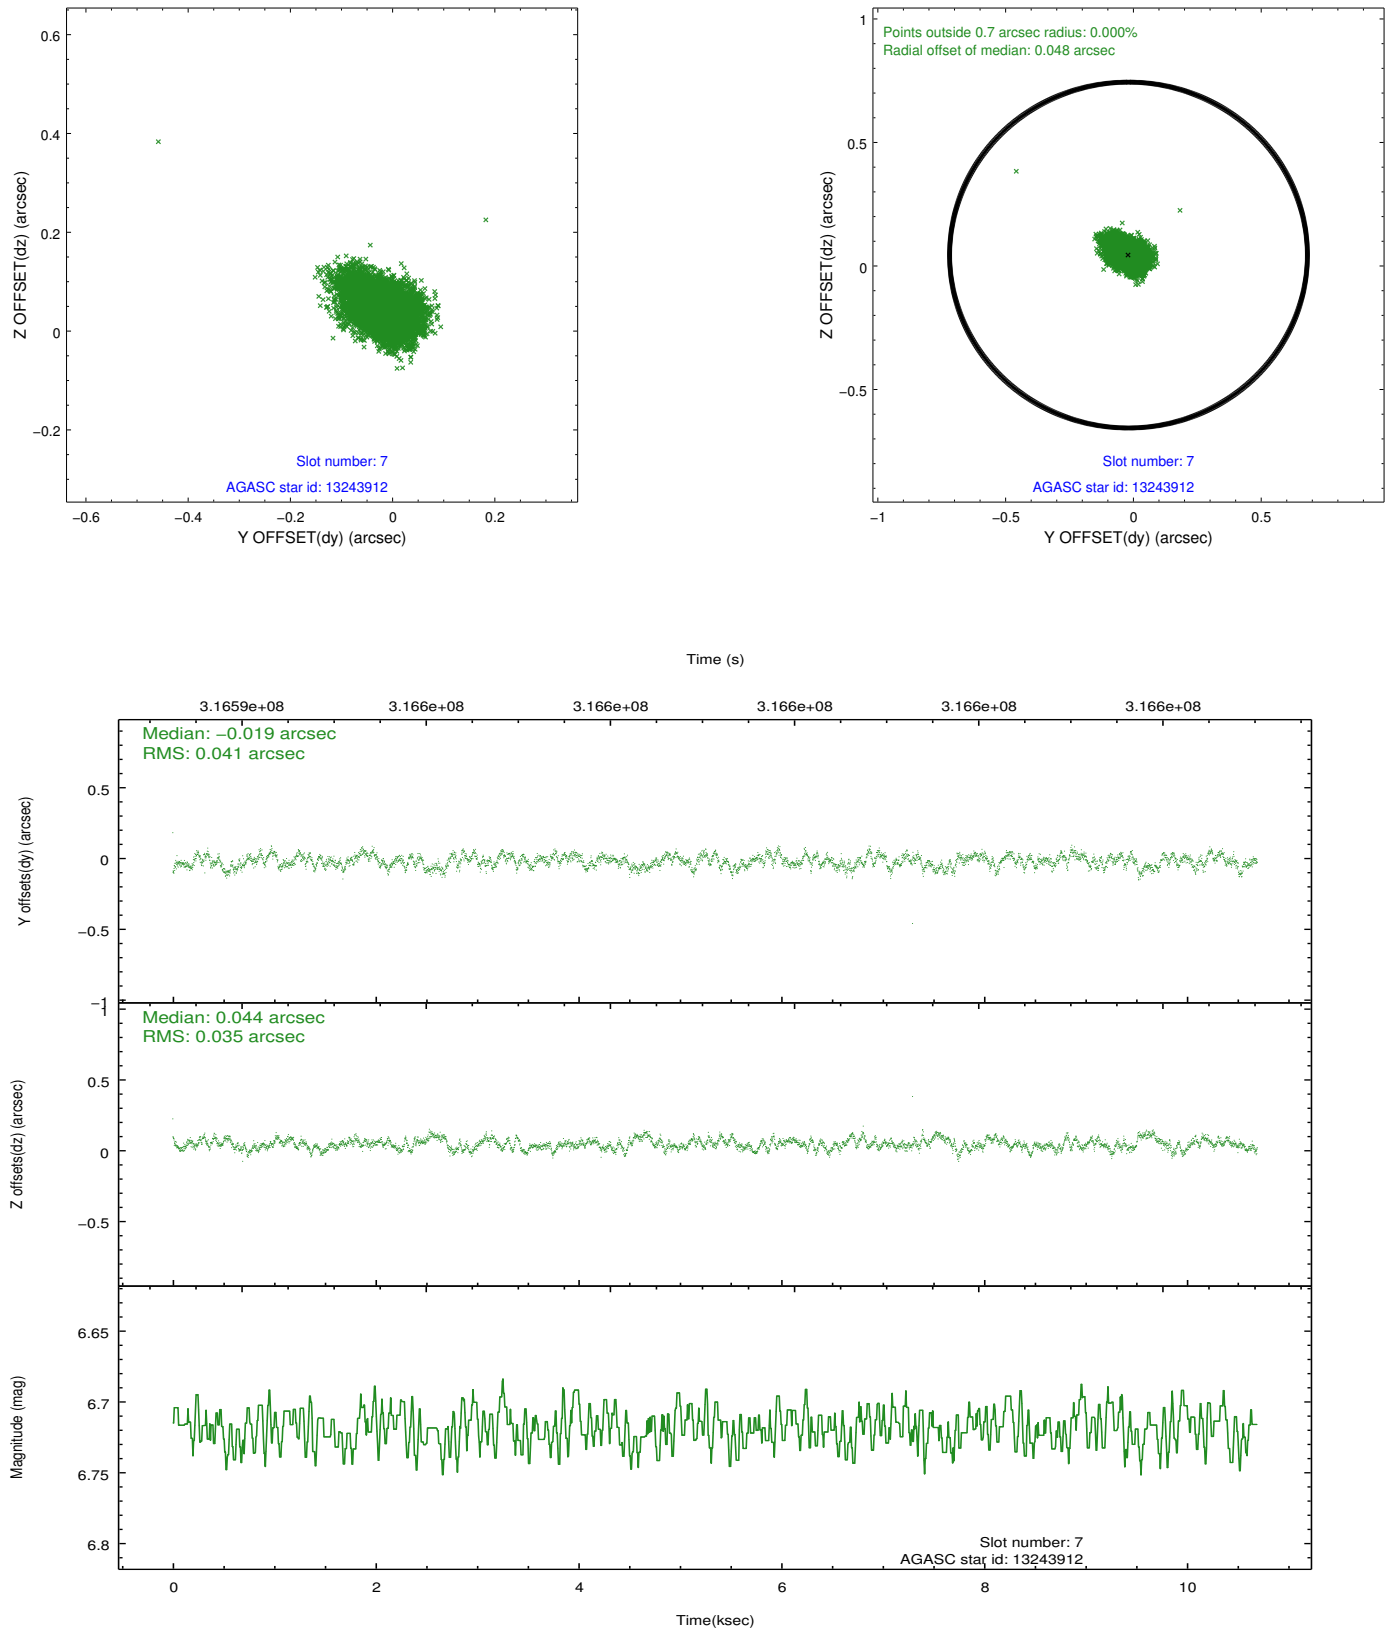 0.6
0.4
0.2
0
−0.2
Z OFFSET(dz) (arcsec)
Slot number: 7
AGASC star id: 13243912
−0.6 −0.4 −0.2 0 0.2
Y OFFSET(dy) (arcsec)
Points outside 0.7 arcsec radius: 0.000%
Radial offset of median: 0.048 arcsec
1
0.5
0
−0.5
Z OFFSET(dz) (arcsec)
Slot number: 7
AGASC star id: 13243912
−1 −0.5 0 0.5
Y OFFSET(dy) (arcsec)
Time (s)
3.1659e+08 3.166e+08 3.166e+08 3.166e+08 3.166e+08 3.166e+08
Median: −0.019 arcsec
RMS: 0.041 arcsec
0.5
0
−0.5
−1
Y offsets(dy) (arcsec)
Median: 0.044 arcsec
RMS: 0.035 arcsec
1
0.5
0
−0.5
Z offsets(dz) (arcsec)
6.65
6.7
6.75
6.8
Magnitude (mag)
Slot number: 7
AGASC star id: 13243912
0 2 4 6 8 10
Time(ksec)